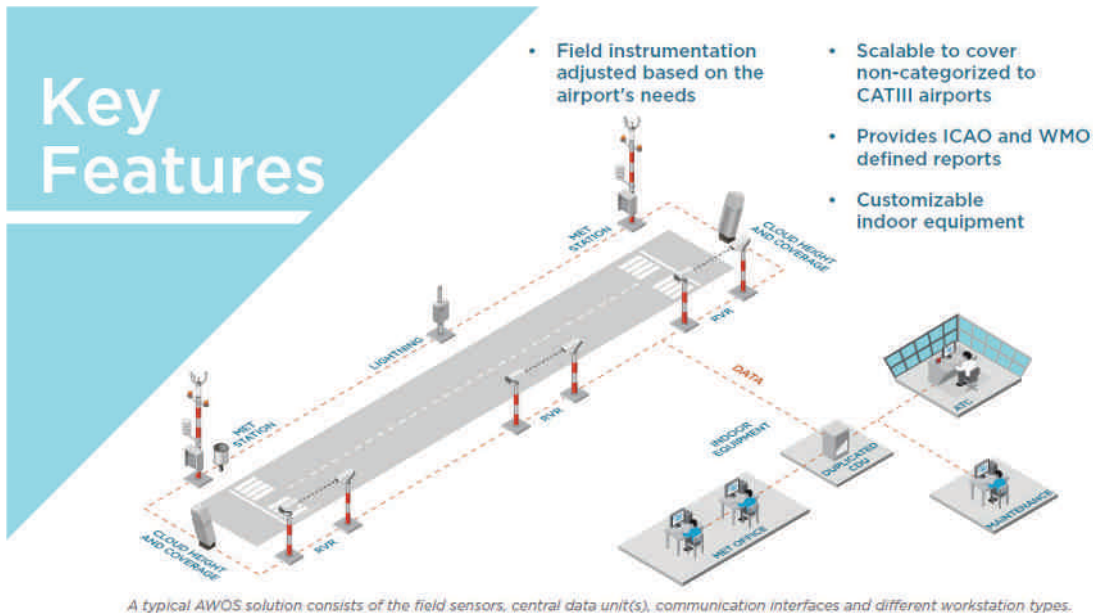 Key
Features
• Field instrumentation
adjusted based on the
airport's needs
• Scalable to cover
non-categorized to
CATIII airports
• Provides ICAO and WMO
defined reports
• Customizable
indoor equipment
MET
STATION
CLOUD HEIGHT
AND COVERAGE
LIGHTNING
RVR
DATA
ATC
RVR
MET
STATION
INDOOR
EQUIPMENT
DUPLICATED
CDU
MAINTENANCE
MET OFFICE
RVR
CLOUD HEIGHT
AND COVERAGE
A typical AWOS solution consists of the field sensors, central data unit(s), communication interfaces and different workstation types.